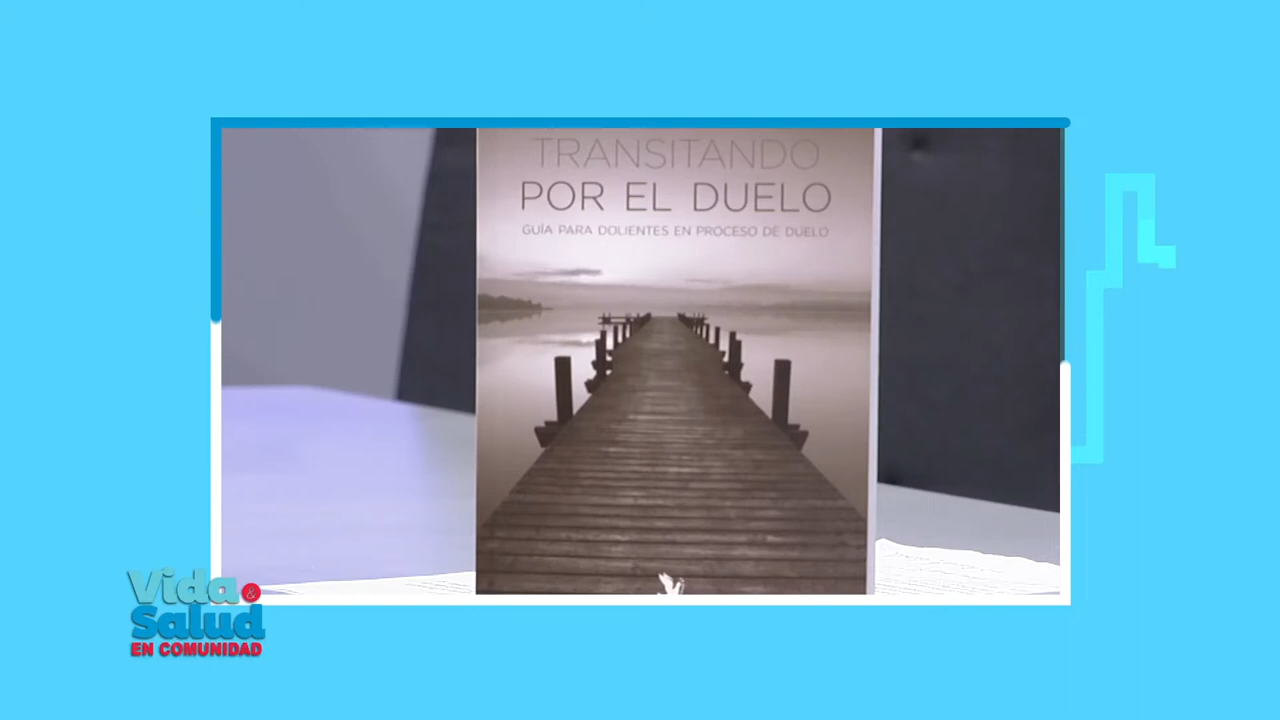 TRANSITANDO
POR EL DUELO
GUÍA PARA DOLIENTES EN PROCESO DE DUELO
Vida &
Salud
EN COMUNIDAD